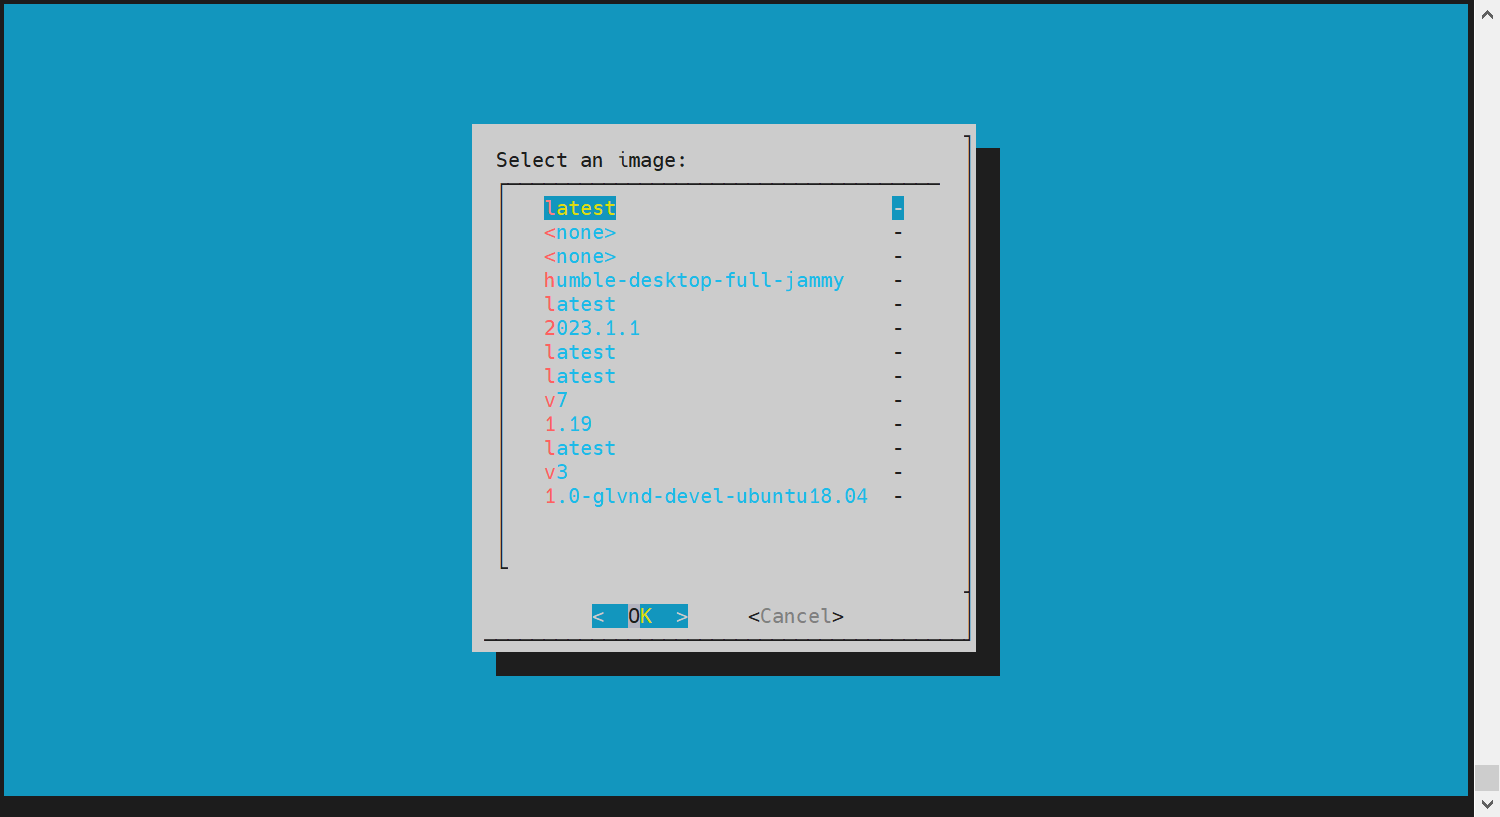 Select an image:
latest -
<none> -
<none> -
humble-desktop-full-jammy -
latest -
2023.1.1 -
latest -
latest -
v7 -
1.19 -
latest -
v3 -
1.0-glvnd-devel-ubuntu18.04 -
< OK > <Cancel>